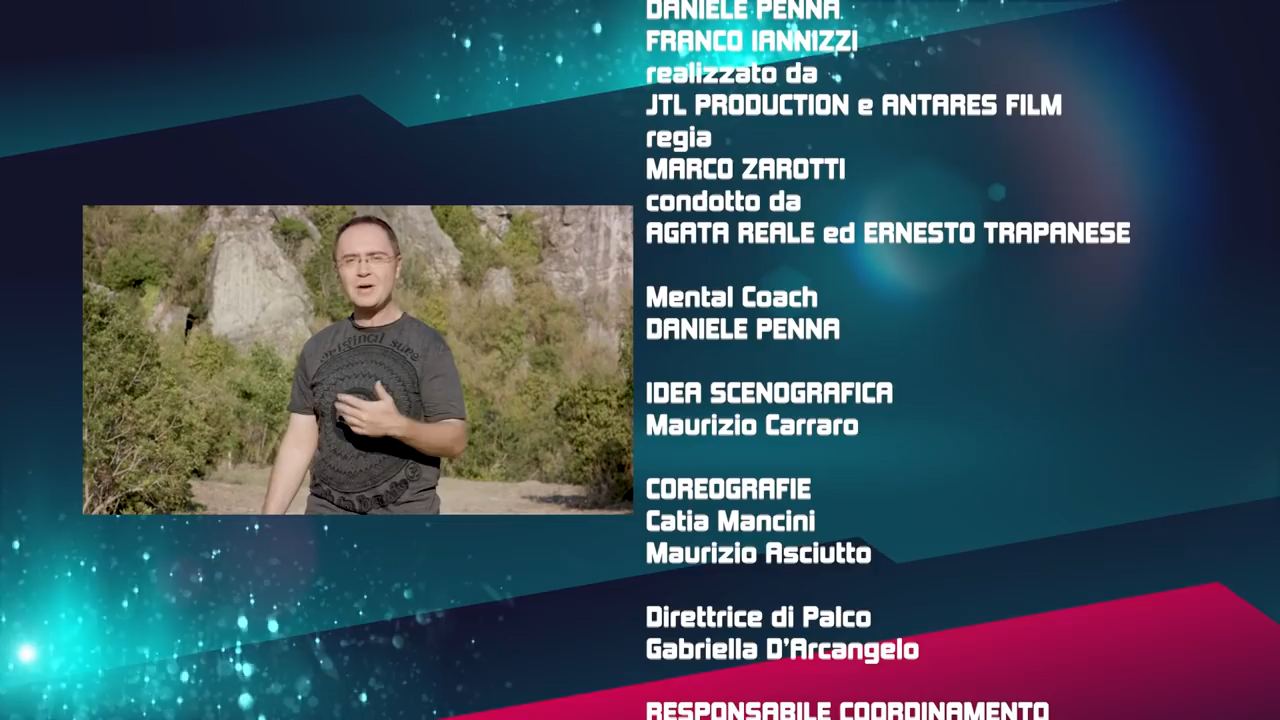 DANIELE PENNA
FRANCO IANNIZZI
realizzato da
JTL PRODUCTION e ANTARES FILM
regia
MARCO ZAROTTI
condotto da
AGATA REALE ed ERNESTO TRAPANESE
Mental Coach
DANIELE PENNA
IDEA SCENOGRAFICA
Maurizio Carraro
COREOGRAFIE
Catia Mancini
Maurizio Asciutto
Direttrice di Palco
Gabriella D'Arcangelo
RESPONSABILE COORDINAMENTO
original